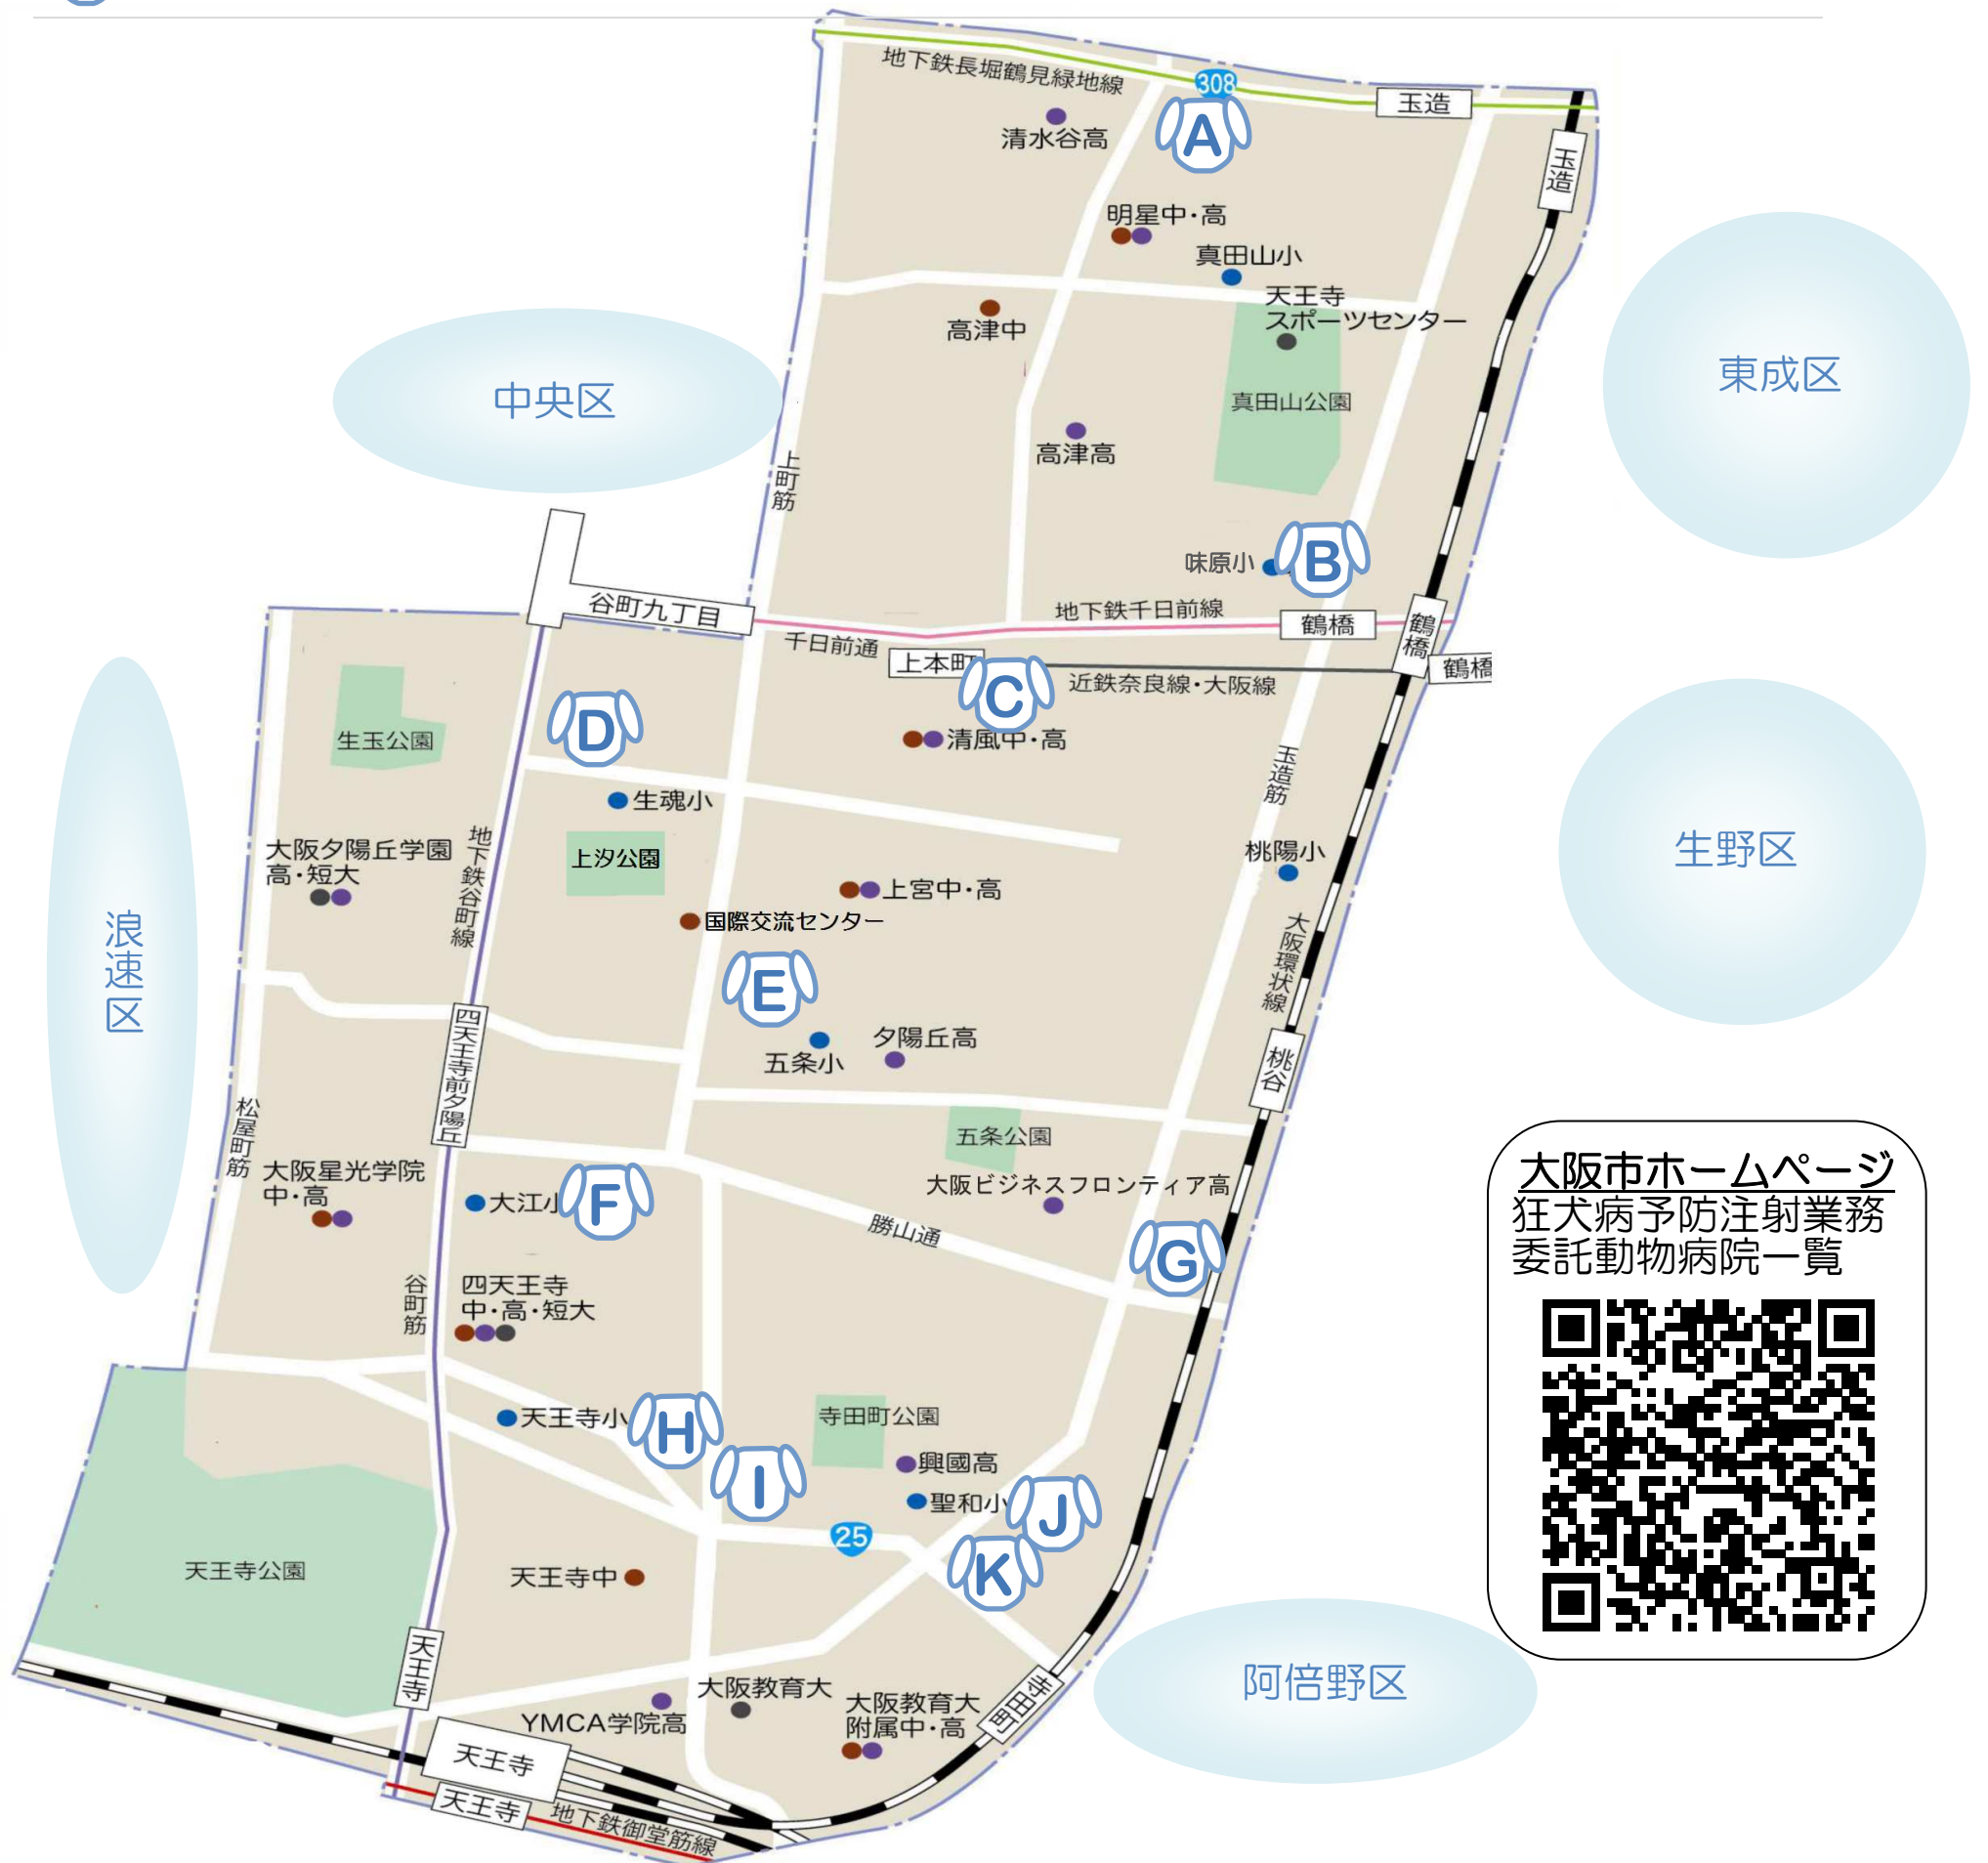 地下鉄長堀鶴見緑地線
308
玉造
玉造
A
清水谷高
明星中・高
真田山小
天王寺
スポーツセンター
高津中
真田山公園
中央区
東成区
高津高
上町筋
味原小
B
谷町九丁目
地下鉄千日前線
鶴橋
鶴橋
千日前通
上本町
鶴橋
近鉄奈良線・大阪線
C
D
生玉公園
清風中・高
玉造筋
生魂小
大阪夕陽丘学園
高・短大
地下鉄谷町線
上汐公園
桃陽小
生野区
上宮中・高
国際交流センター
浪速区
大阪環状線
E
四天王寺前夕陽丘
五条小
夕陽丘高
桃谷
松屋町筋
五条公園
大阪星光学院
中・高
大江小
F
大阪ビジネスフロンティア高
勝山通
G
大阪市ホームページ
狂犬病予防注射業務
委託動物病院一覧
谷町筋
四天王寺
中・高・短大
天王寺小
H
寺田町公園
I
興國高
聖和小
J
25
K
天王寺公園
天王寺中
天王寺
阿倍野区
寺田町
YMCA学院高
大阪教育大
大阪教育大
附属中・高
天王寺
天王寺
地下鉄御堂筋線